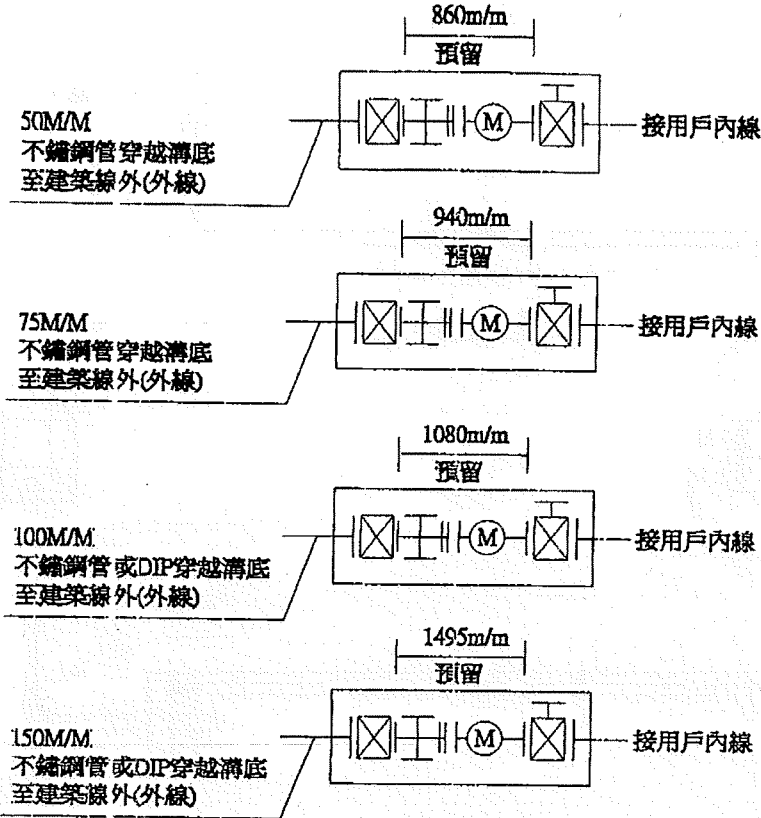 860m/m
預留
50M/M
不鏽鋼管穿越溝底
至建築線外(外線)
M
接用戶內線
940m/m
預留
75M/M
不鏽鋼管穿越溝底
至建築線外(外線)
M
接用戶內線
1080m/m
預留
100M/M
不鏽鋼管或DIP穿越溝底
至建築線外(外線)
M
接用戶內線
1495m/m
預留
150M/M
不鏽鋼管或DIP穿越溝底
至建築線外(外線)
M
接用戶內線